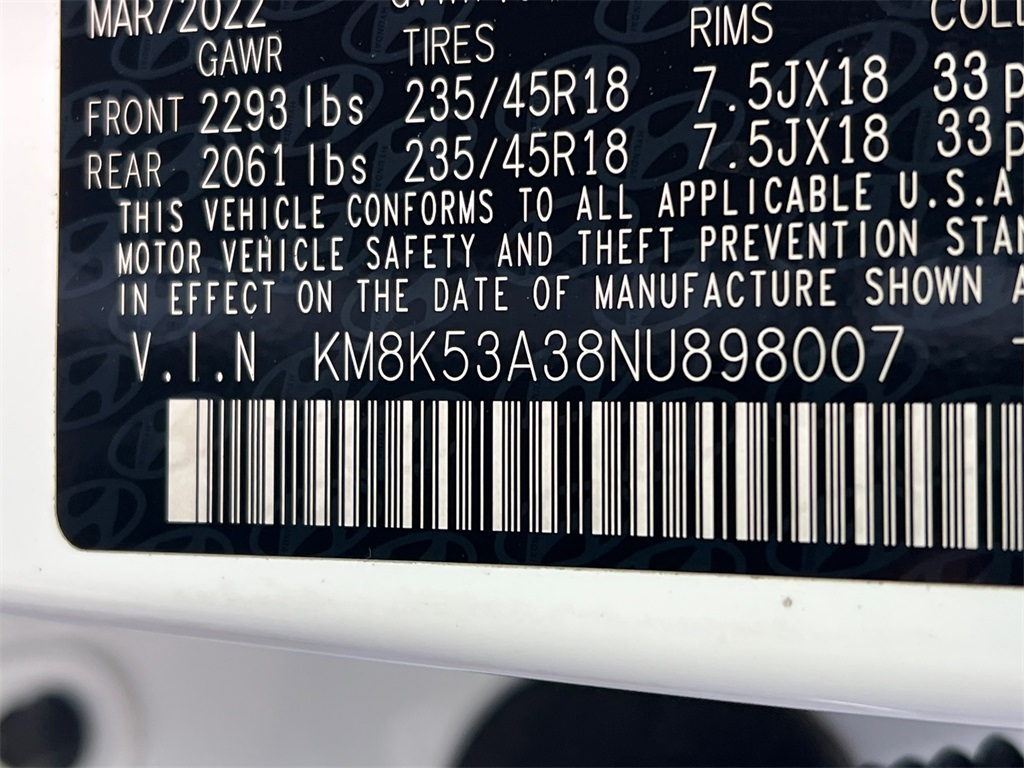 MAR/2022
GAWR TIRES RIMS COLD
FRONT 2293 lbs 235/45R18 7.5JX18 33 p
REAR 2061 lbs 235/45R18 7.5JX18 33
THIS VEHICLE CONFORMS TO ALL APPLICABLE U.S.A
MOTOR VEHICLE SAFETY AND THEFT PREVENTION STAN
IN EFFECT ON THE DATE OF MANUFACTURE SHOWN A
V.I.N KM8K53A38NU898007